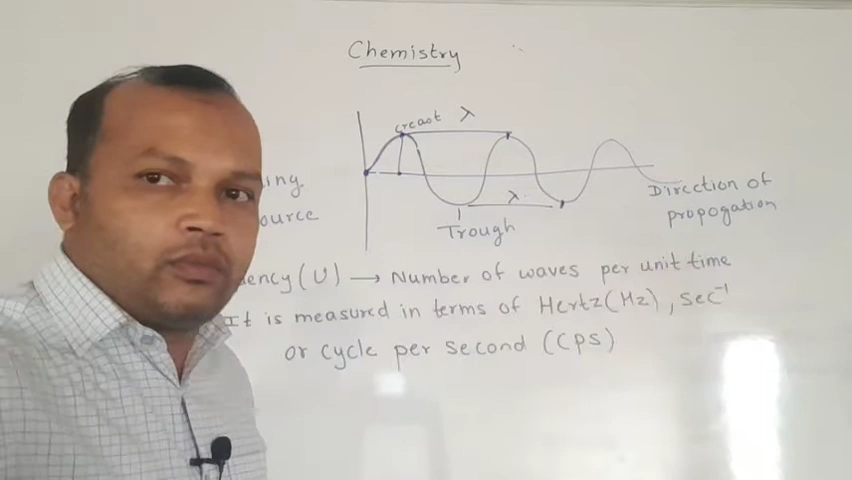 Chemistry
creast λ
ing
ource
λ
Direction of
propogation
Trough
uency (υ) → Number of waves per unit time
It is measured in terms of Hertz (Hz), sec⁻¹
or cycle per second (CPS)